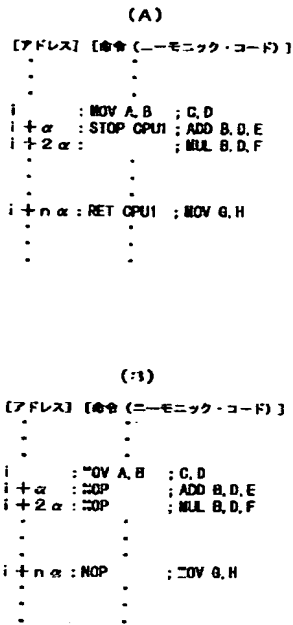 (A)
[アドレス] [命令 (ニーモニック・コード)]
i : MOV A, B ; C, D
i + α : STOP CPU1 ; ADD B, D, E
i + 2 α : ; MUL B, D, F
i + n α : RET CPU1 ; MOV G, H
[アドレス] [命令 (ニーモニック・コード)]
i : A, B ; C, D
i + α : ; ADD B, D, E
i + 2 α : ; MUL B, D, F
i + n α : NOP ; G, H